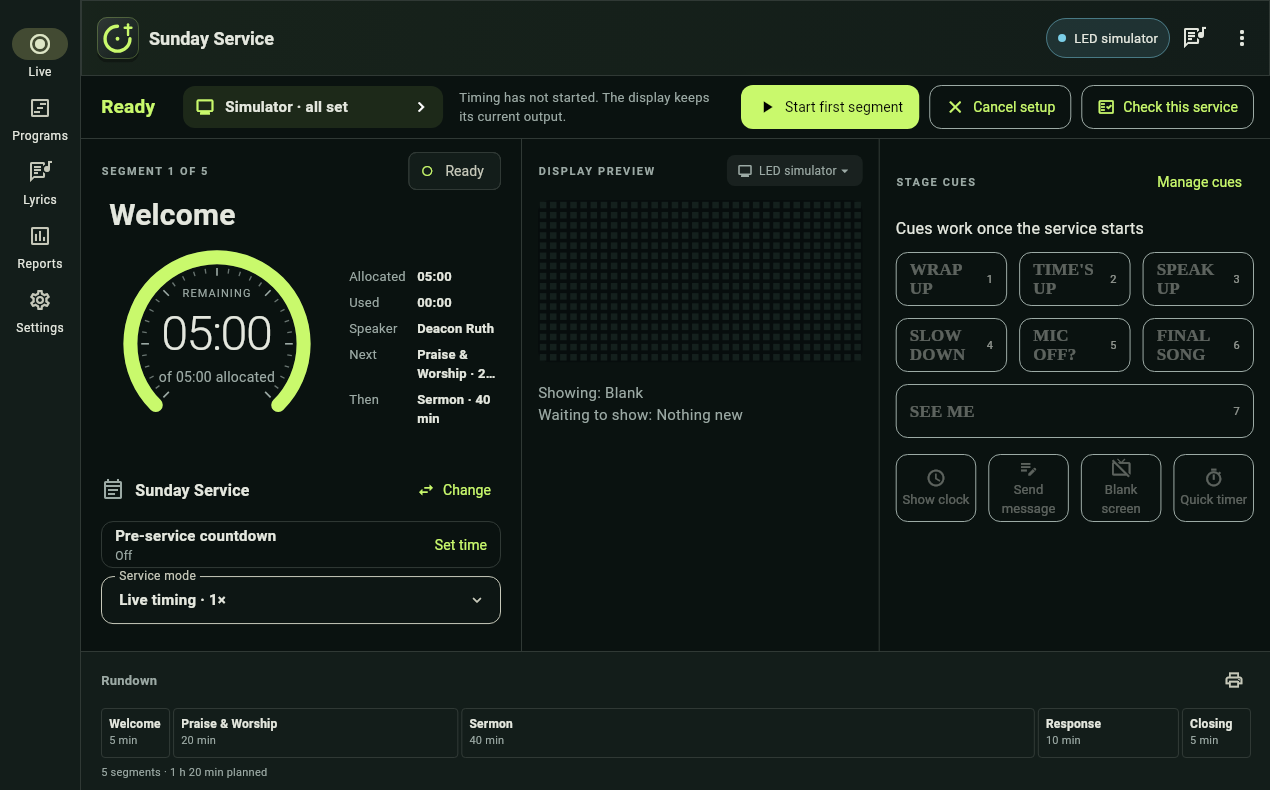 Live
Programs
Lyrics
Reports
Settings
Sunday Service
LED simulator
Ready
Simulator · all set
Timing has not started. The display keeps
its current output.
Start first segment
Cancel setup
Check this service
SEGMENT 1 OF 5
Ready
Welcome
REMAINING
05:00
of 05:00 allocated
Allocated 05:00
Used 00:00
Speaker Deacon Ruth
Next Praise &
Worship · 2…
Then Sermon · 40
min
Sunday Service
Change
Pre-service countdown
Off
Set time
Service mode
Live timing · 1×
DISPLAY PREVIEW
LED simulator
Showing: Blank
Waiting to show: Nothing new
STAGE CUES
Manage cues
Cues work once the service starts
WRAP
UP
1
TIME'S
UP
2
SPEAK
UP
3
SLOW
DOWN
4
MIC
OFF?
5
FINAL
SONG
6
SEE ME
7
Show clock
Send
message
Blank
screen
Quick timer
Rundown
Welcome
5 min
Praise & Worship
20 min
Sermon
40 min
Response
10 min
Closing
5 min
5 segments · 1 h 20 min planned